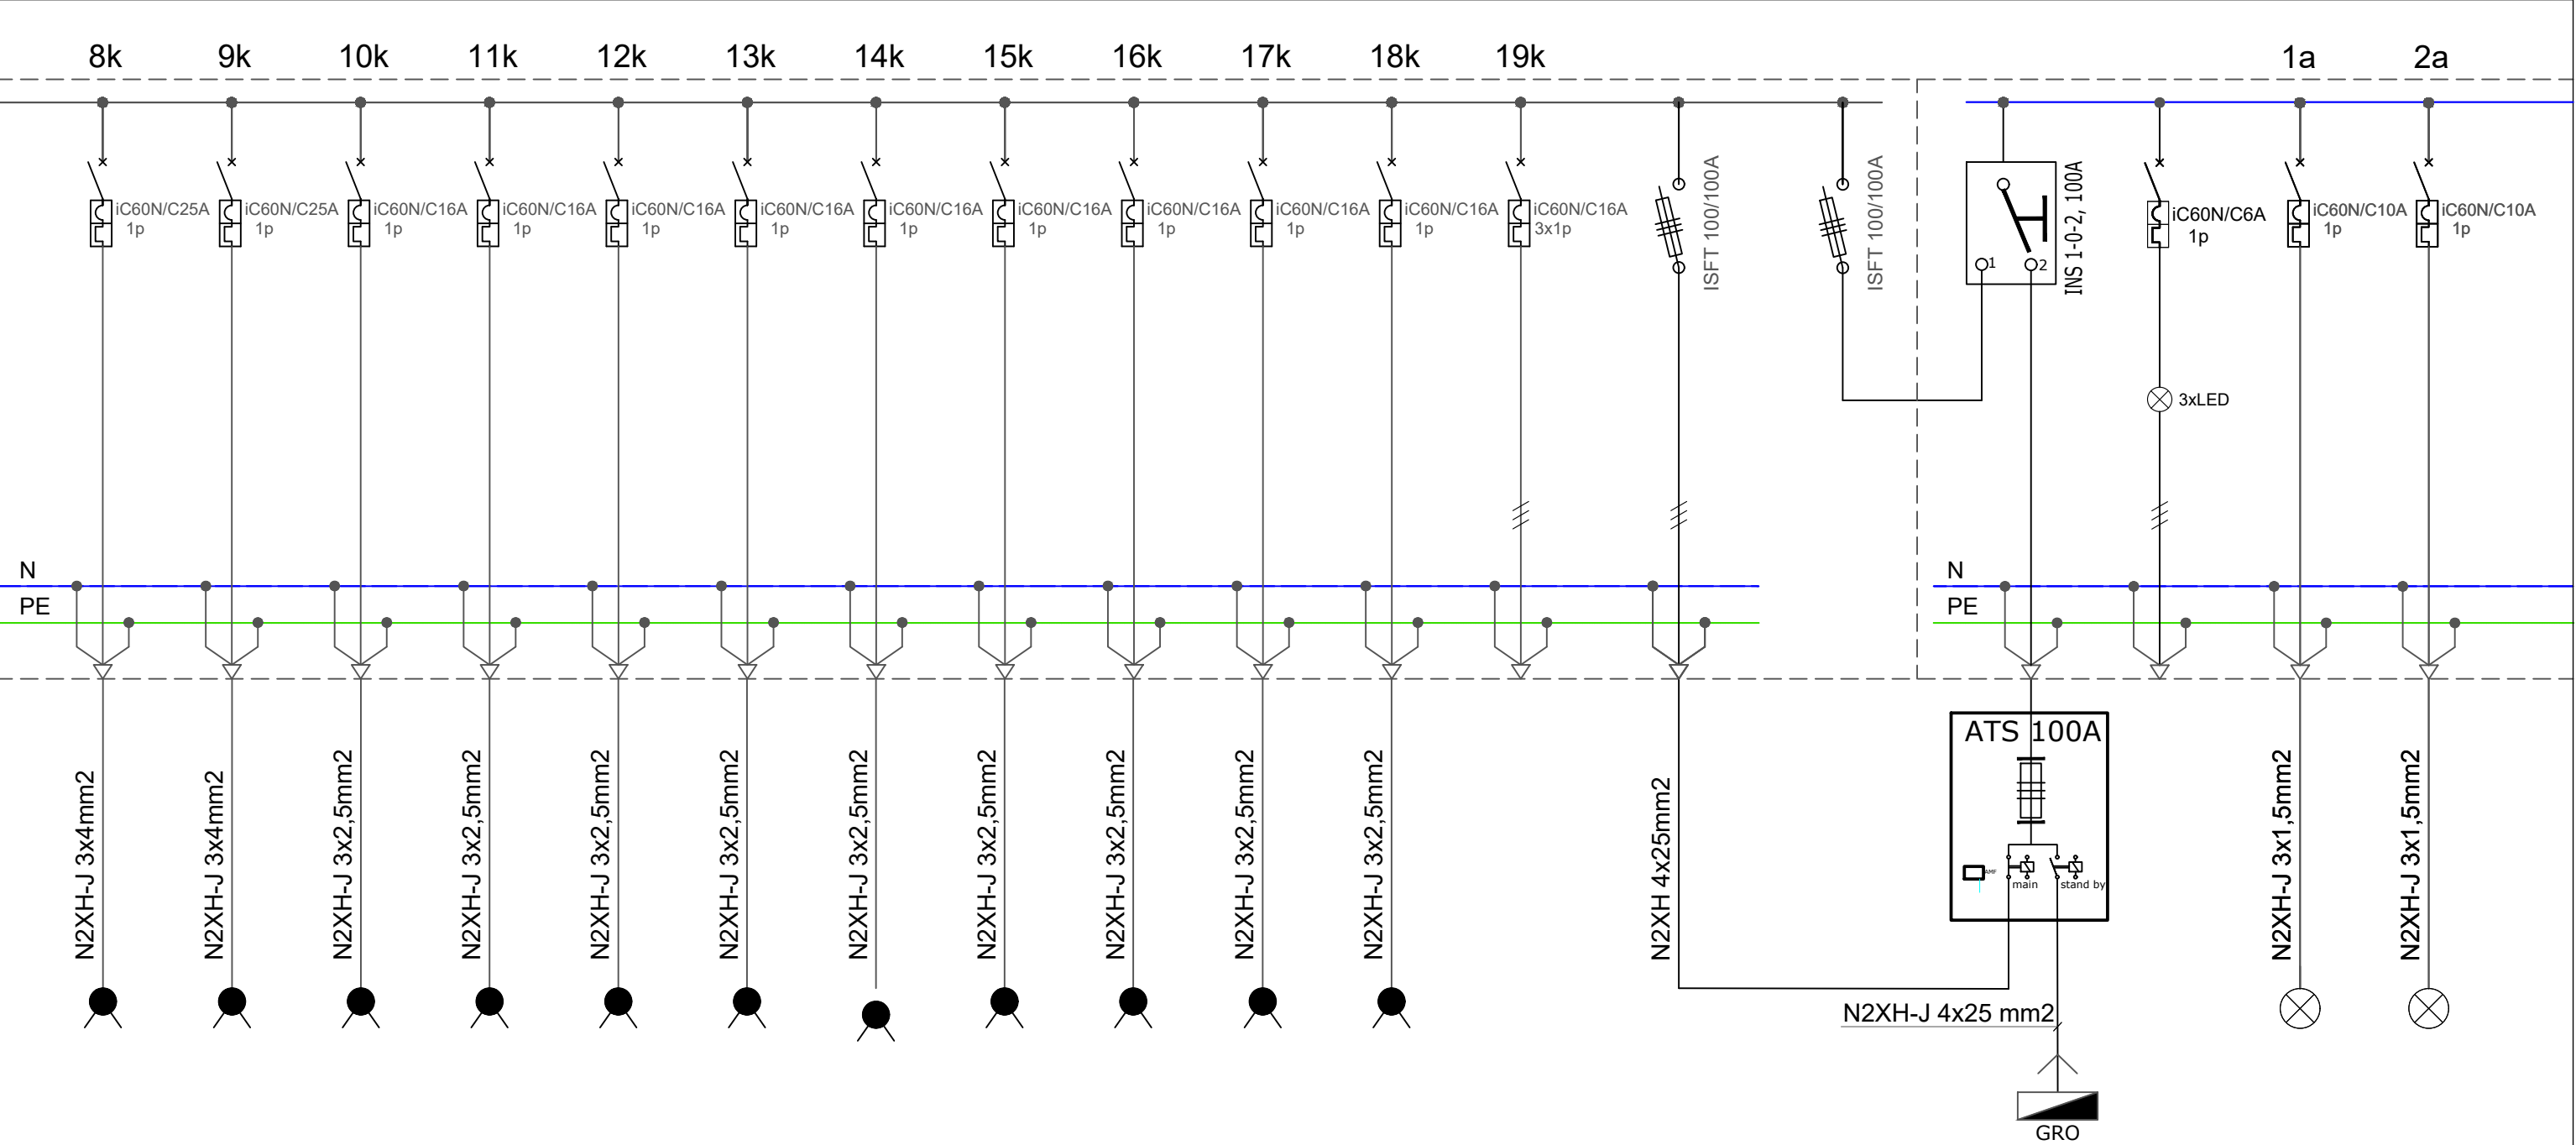 8k 9k 10k 11k 12k 13k 14k 15k 16k 17k 18k 19k 1a 2a
iC60N/C25A
1p
iC60N/C25A
1p
iC60N/C16A
1p
iC60N/C16A
1p
iC60N/C16A
1p
iC60N/C16A
1p
iC60N/C16A
1p
iC60N/C16A
1p
iC60N/C16A
1p
iC60N/C16A
1p
iC60N/C16A
1p
iC60N/C16A
3x1p
ISFT 100/100A
ISFT 100/100A
1
2
INS 1-0-2, 100A
iC60N/C6A
1p
iC60N/C10A
1p
iC60N/C10A
1p
3xLED
N
PE
N
PE
N2XH-J 3x4mm2
N2XH-J 3x4mm2
N2XH-J 3x2,5mm2
N2XH-J 3x2,5mm2
N2XH-J 3x2,5mm2
N2XH-J 3x2,5mm2
N2XH-J 3x2,5mm2
N2XH-J 3x2,5mm2
N2XH-J 3x2,5mm2
N2XH-J 3x2,5mm2
N2XH-J 3x2,5mm2
N2XH 4x25mm2
ATS 100A
AMF
main
stand by
N2XH-J 3x1,5mm2
N2XH-J 3x1,5mm2
N2XH-J 4x25 mm2
GRO